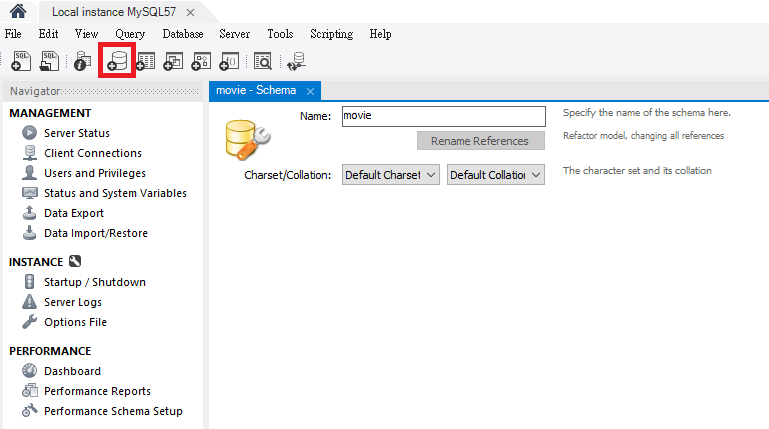 Local instance MySQL57
File Edit View Query Database Server Tools Scripting Help
SQL SQL
Navigator
MANAGEMENT
Server Status
Client Connections
Users and Privileges
Status and System Variables
Data Export
Data Import/Restore
INSTANCE
Startup / Shutdown
Server Logs
Options File
PERFORMANCE
Dashboard
Performance Reports
Performance Schema Setup
movie - Schema
Name: movie Specify the name of the schema here.
Rename References Refactor model, changing all references
Charset/Collation: Default Charset Default Collation The character set and its collation